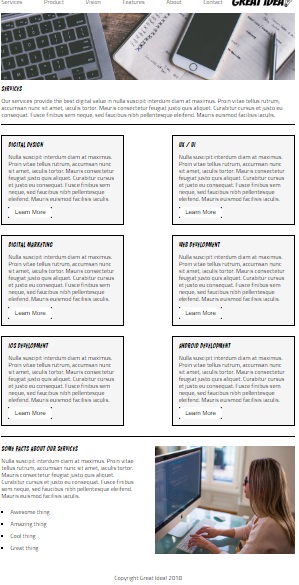 Services Product Vision Features About Contact GREAT IDEA!
SERVICES
Our services provide the best digital value in nulla suscipit interdum diam at maximus. Proin vitae tellus rutrum,
accumsan nunc sit amet, iaculis tortor. Mauris consectetur feugiat justo quis aliquet. Curabitur cursus et justo eu
consequat. Fusce finibus sem neque, sed faucibus nibh pellentesque eleifend. Mauris euismod facilisis iaculis.
DIGITAL DESIGN
Nulla suscipit interdum diam at maximus.
Proin vitae tellus rutrum, accumsan nunc
sit amet, iaculis tortor. Mauris consectetur
feugiat justo quis aliquet. Curabitur cursus
et justo eu consequat. Fusce finibus sem
neque, sed faucibus nibh pellentesque
eleifend. Mauris euismod facilisis iaculis.
Learn More
UX / UI
Nulla suscipit interdum diam at maximus.
Proin vitae tellus rutrum, accumsan nunc
sit amet, iaculis tortor. Mauris consectetur
feugiat justo quis aliquet. Curabitur cursus
et justo eu consequat. Fusce finibus sem
neque, sed faucibus nibh pellentesque
eleifend. Mauris euismod facilisis iaculis.
Learn More
DIGITAL MARKETING
Nulla suscipit interdum diam at maximus.
Proin vitae tellus rutrum, accumsan nunc
sit amet, iaculis tortor. Mauris consectetur
feugiat justo quis aliquet. Curabitur cursus
et justo eu consequat. Fusce finibus sem
neque, sed faucibus nibh pellentesque
eleifend. Mauris euismod facilisis iaculis.
Learn More
WEB DEVELOPMENT
Nulla suscipit interdum diam at maximus.
Proin vitae tellus rutrum, accumsan nunc
sit amet, iaculis tortor. Mauris consectetur
feugiat justo quis aliquet. Curabitur cursus
et justo eu consequat. Fusce finibus sem
neque, sed faucibus nibh pellentesque
eleifend. Mauris euismod facilisis iaculis.
Learn More
IOS DEVELOPMENT
Nulla suscipit interdum diam at maximus.
Proin vitae tellus rutrum, accumsan nunc
sit amet, iaculis tortor. Mauris consectetur
feugiat justo quis aliquet. Curabitur cursus
et justo eu consequat. Fusce finibus sem
neque, sed faucibus nibh pellentesque
eleifend. Mauris euismod facilisis iaculis.
Learn More
ANDROID DEVELOPMENT
Nulla suscipit interdum diam at maximus.
Proin vitae tellus rutrum, accumsan nunc
sit amet, iaculis tortor. Mauris consectetur
feugiat justo quis aliquet. Curabitur cursus
et justo eu consequat. Fusce finibus sem
neque, sed faucibus nibh pellentesque
eleifend. Mauris euismod facilisis iaculis.
Learn More
SOME FACTS ABOUT OUR SERVICES
Nulla suscipit interdum diam at maximus. Proin vitae
tellus rutrum, accumsan nunc sit amet, iaculis tortor.
Mauris consectetur feugiat justo quis aliquet.
Curabitur cursus et justo eu consequat. Fusce finibus
sem neque, sed faucibus nibh pellentesque eleifend.
Mauris euismod facilisis iaculis.
Awesome thing
Amazing thing
Cool thing
Great thing
Copyright Great Idea! 2018